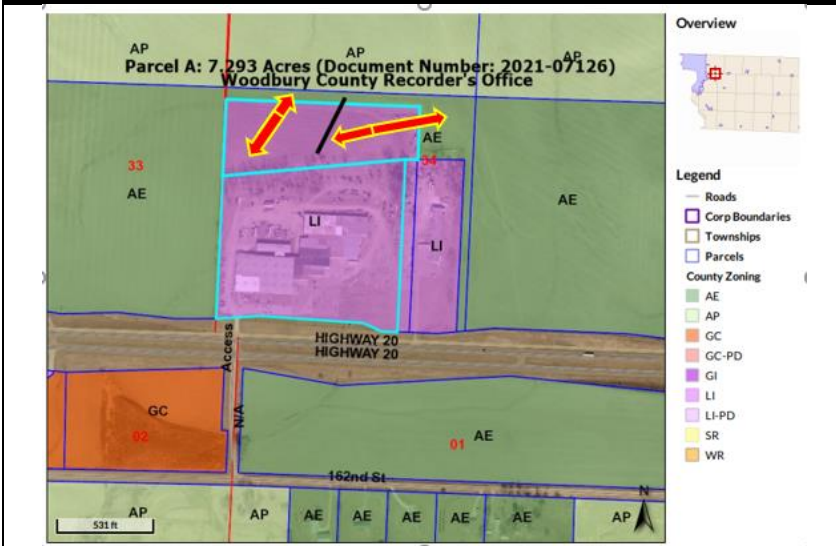 AP
AP
AP
Parcel A: 7.293 Acres (Document Number: 2021-07126)
Woodbury County Recorder's Office
AE
33
34
AE
AE
LI
LI
HIGHWAY 20
HIGHWAY 20
Access
GC
N/A
02
01
AE
162nd St
531 ft
AP
AP
AE
AE
AE
AE
AE
AP
N
Overview
Legend
Roads
Corp Boundaries
Townships
Parcels
County Zoning
AE
AP
GC
GC-PD
GI
LI
LI-PD
SR
WR